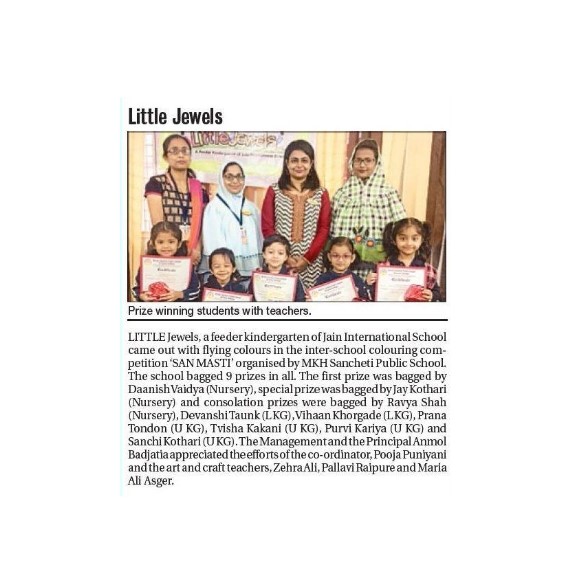 Little Jewels
Little Jewels
Prize winning students with teachers.
LITTLE Jewels, a feeder kindergarten of Jain International School
came out with flying colours in the inter-school colouring com-
petition ‘SAN MASTI’ organised by MKH Sancheti Public School.
The school bagged 9 prizes in all. The first prize was bagged by
Daanish Vaidya (Nursery), special prize was bagged by Jay Kothari
(Nursery) and consolation prizes were bagged by Ravya Shah
(Nursery), Devanshi Taunk (LKG), Vihaan Khorgade (LKG), Prana
Tondon (U KG), Tvisha Kakani (U KG), Purvi Kariya (U KG) and
Sanchi Kothari (UKG). The Management and the Principal Anmol
Badjatia appreciated the efforts of the co-ordinator, Pooja Puniyani
and the art and craft teachers, Zehra Ali, Pallavi Raipure and Maria
Ali Asger.